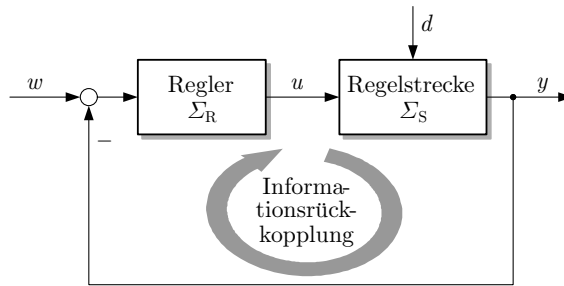 d
w
Regler
Σ_R
u
Regelstrecke
Σ_S
y
−
Informa-
tionsrück-
kopplung